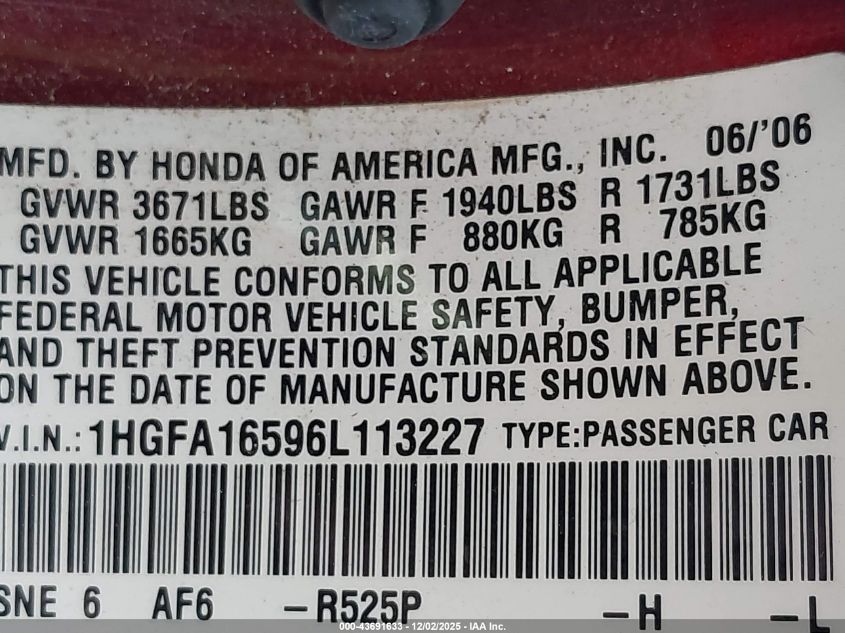 MFD. BY HONDA OF AMERICA MFG., INC. 06/'06
GVWR 3671LBS GAWR F 1940LBS R 1731LBS
GVWR 1665KG GAWR F 880KG R 785KG
THIS VEHICLE CONFORMS TO ALL APPLICABLE
FEDERAL MOTOR VEHICLE SAFETY, BUMPER,
AND THEFT PREVENTION STANDARDS IN EFFECT
ON THE DATE OF MANUFACTURE SHOWN ABOVE.
V.I.N.: 1HGFA16596L113227 TYPE:PASSENGER CAR
SNE 6 AF6 -R525P -H -L
000-43691633 - 12/02/2025 - IAA Inc.